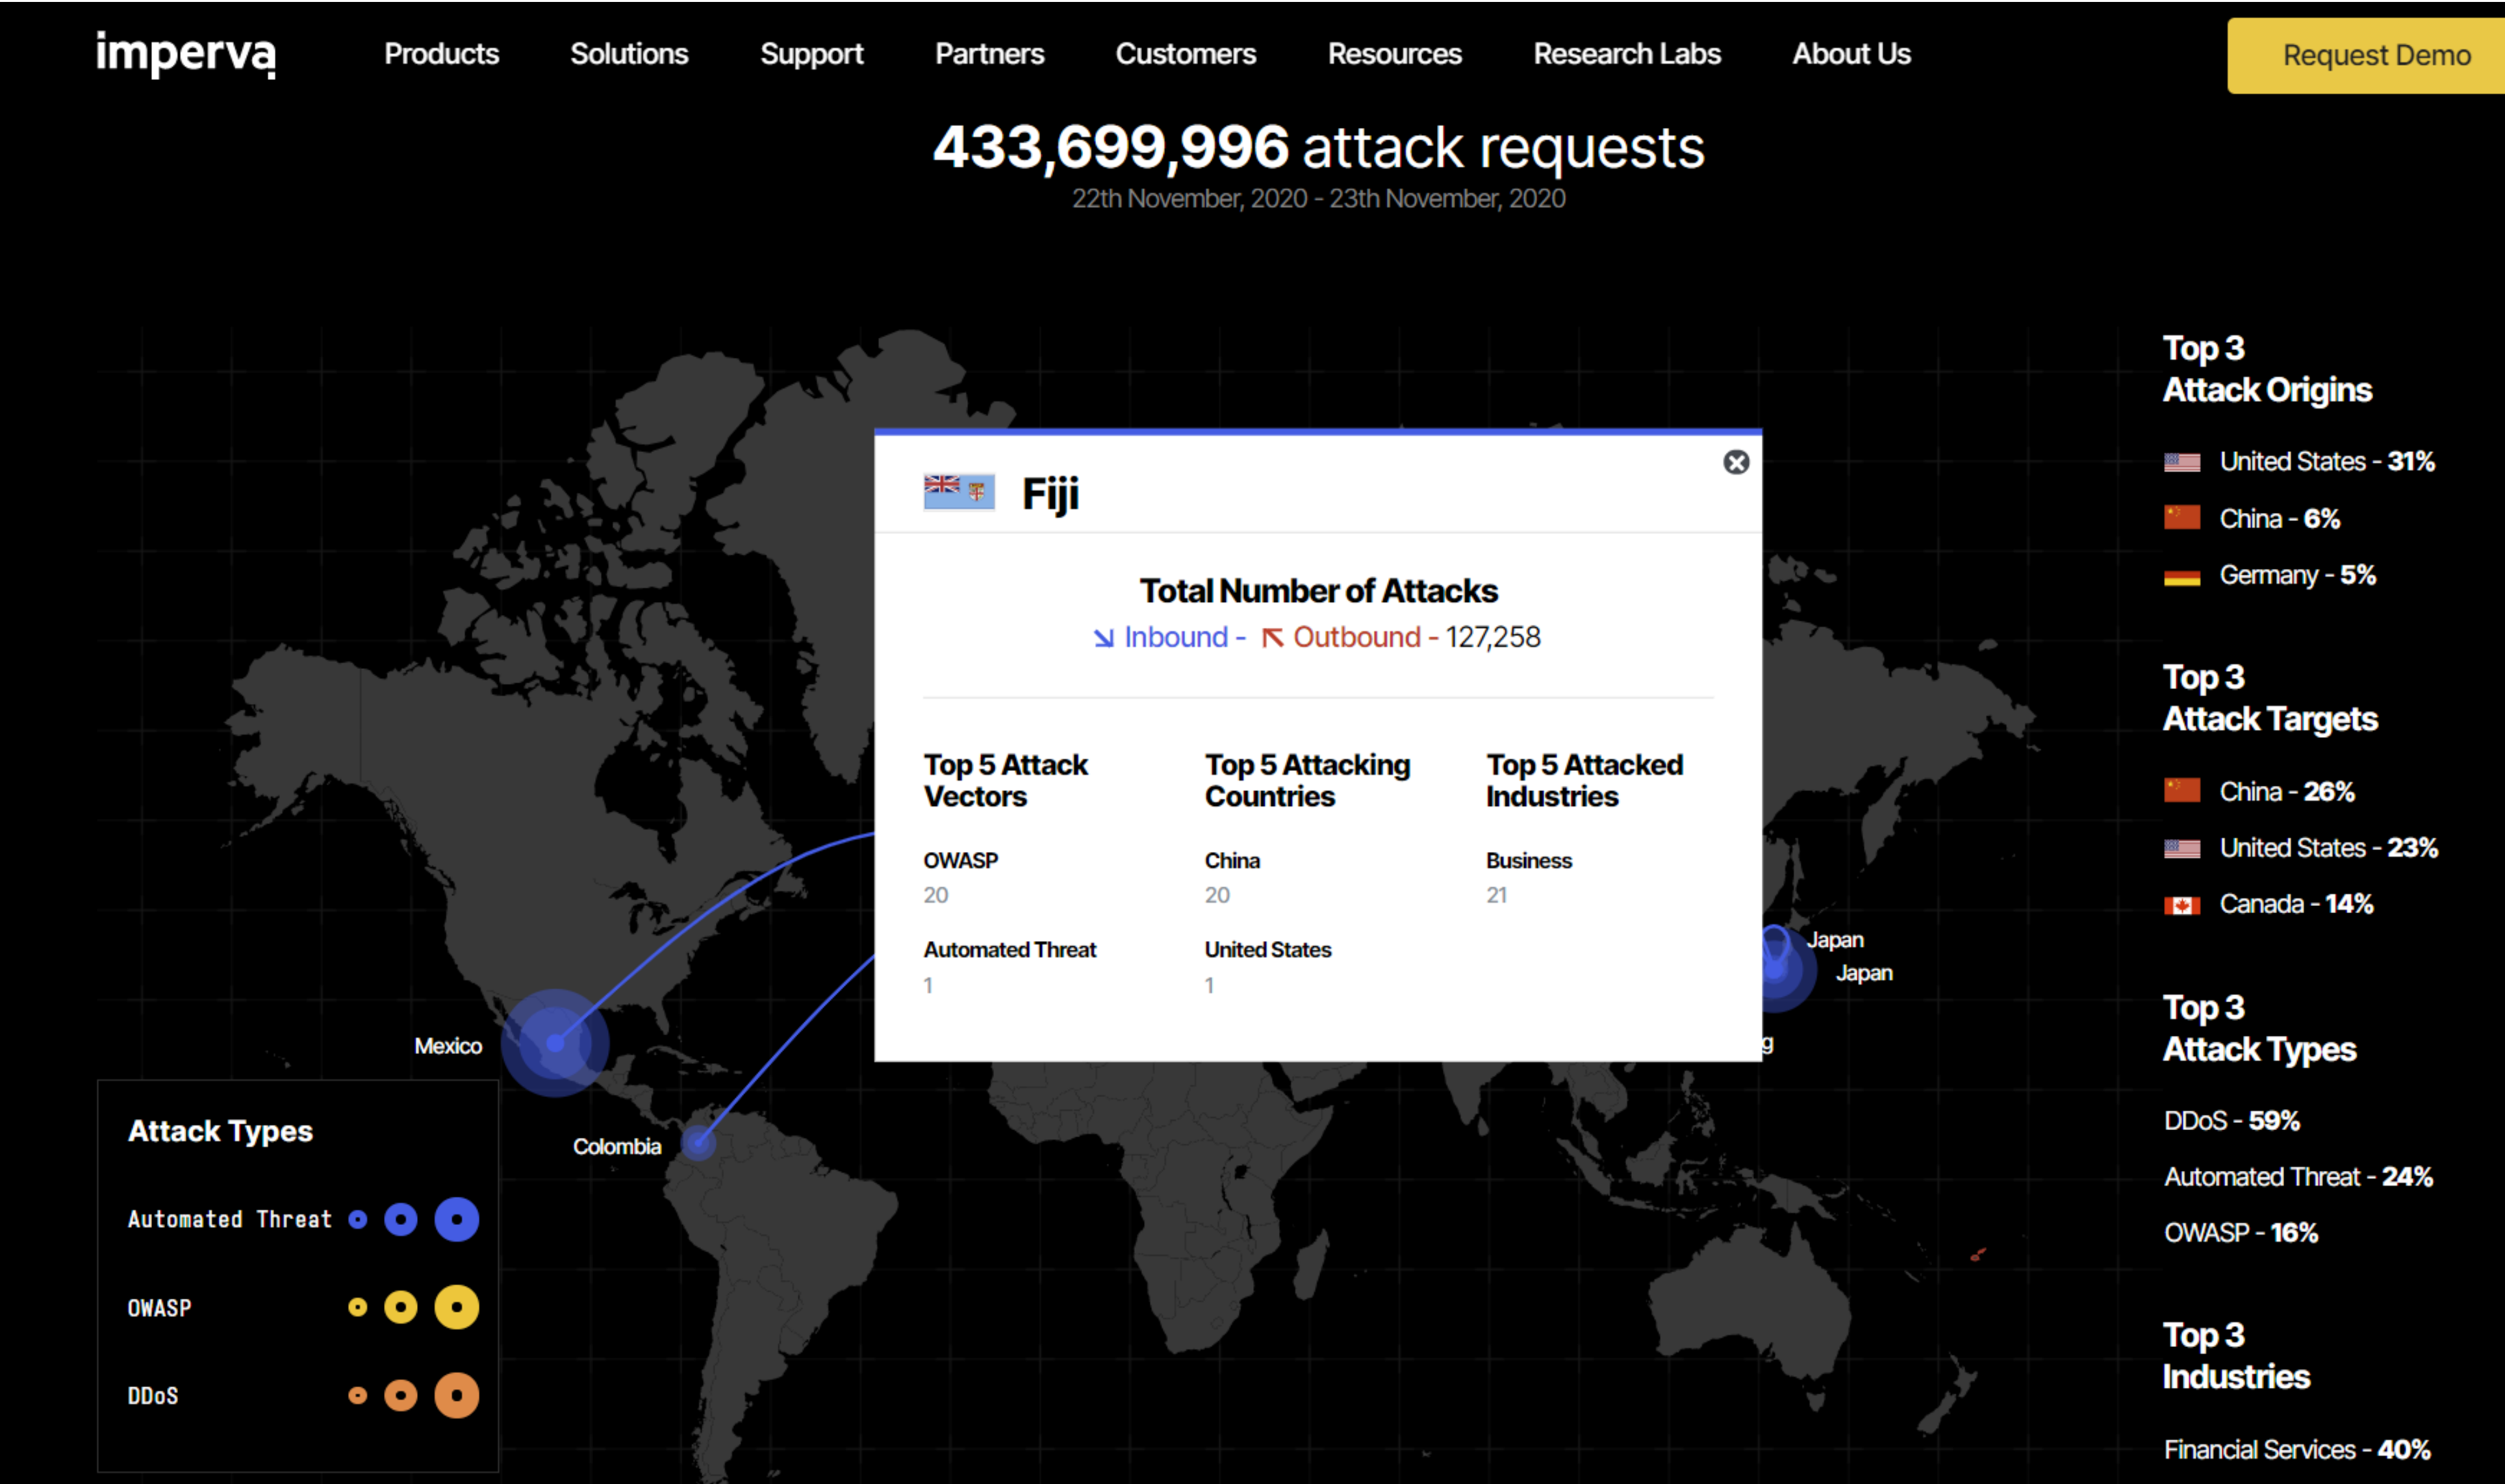 imperva Products Solutions Support Partners Customers Resources Research Labs About Us Request Demo
433,699,996 attack requests
22th November, 2020 - 23th November, 2020
Fiji
Total Number of Attacks
Inbound - Outbound - 127,258
Top 5 Attack
Vectors
OWASP
20
Automated Threat
1
Top 5 Attacking
Countries
China
20
United States
1
Top 5 Attacked
Industries
Business
21
Japan
Japan
g
Mexico
Colombia
Attack Types
Automated Threat
OWASP
DDoS
Top 3
Attack Origins
United States - 31%
China - 6%
Germany - 5%
Top 3
Attack Targets
China - 26%
United States - 23%
Canada - 14%
Top 3
Attack Types
DDoS - 59%
Automated Threat - 24%
OWASP - 16%
Top 3
Industries
Financial Services - 40%